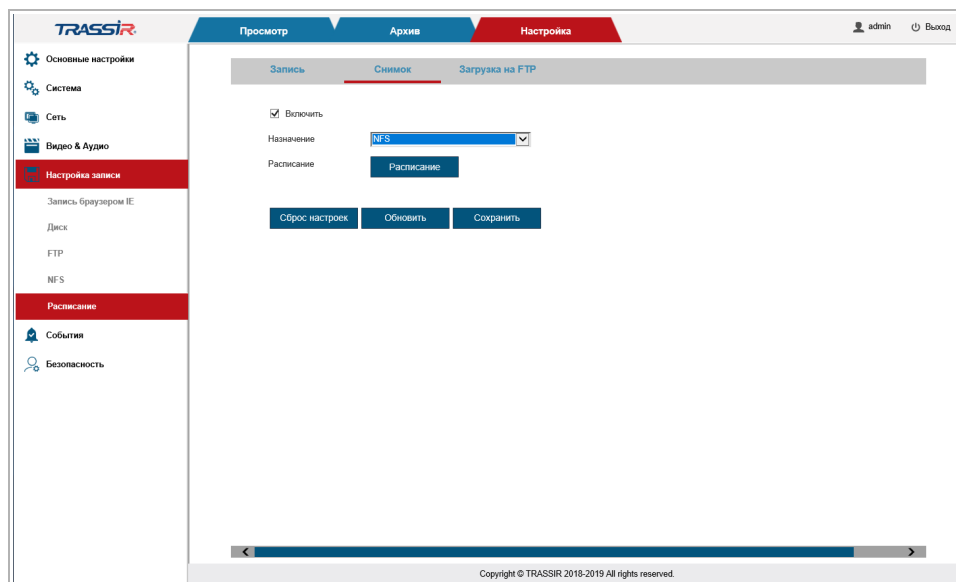 TRASSIR
Просмотр
Архив
Настройка
admin
Выход
Основные настройки
Система
Сеть
Видео & Аудио
Настройка записи
Запись браузером IE
Диск
FTP
NFS
Расписание
События
Безопасность
Запись
Снимок
Загрузка на FTP
Включить
Назначение
NFS
Расписание
Расписание
Сброс настроек
Обновить
Сохранить
Copyright © TRASSIR 2018-2019 All rights reserved.